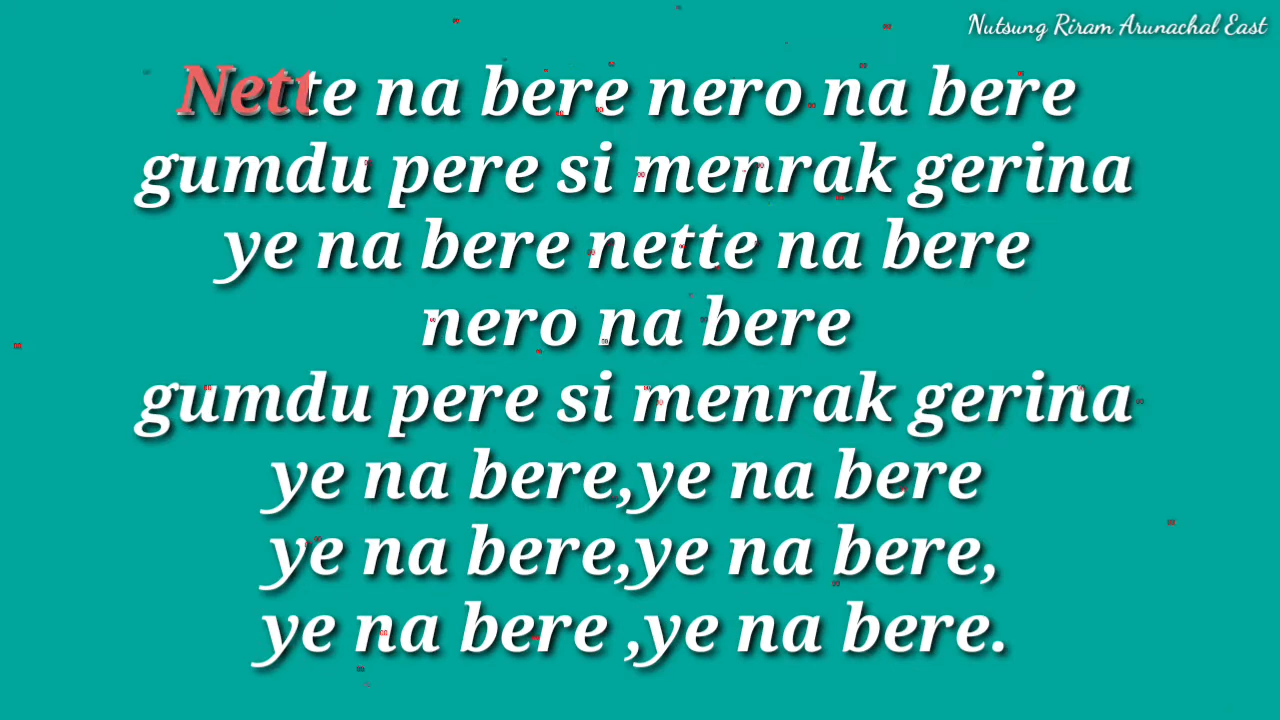 Nutsung Riram Arunachal East
Nette na bere nero na bere
gumdu pere si menrak gerina
ye na bere nette na bere
nero na bere
gumdu pere si menrak gerina
ye na bere,ye na bere
ye na bere,ye na bere,
ye na bere ,ye na bere.